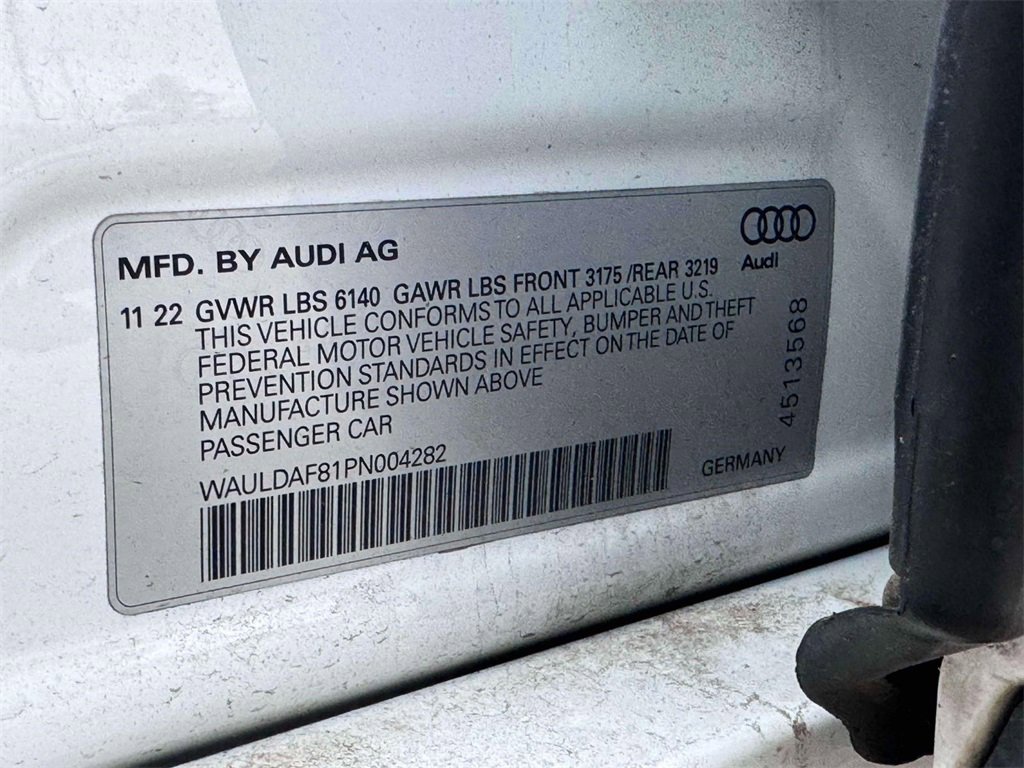 MFD. BY AUDI AG
Audi
11 22 GVWR LBS 6140 GAWR LBS FRONT 3175 /REAR 3219
THIS VEHICLE CONFORMS TO ALL APPLICABLE U.S.
FEDERAL MOTOR VEHICLE SAFETY, BUMPER AND THEFT
PREVENTION STANDARDS IN EFFECT ON THE DATE OF
MANUFACTURE SHOWN ABOVE
PASSENGER CAR
WAULDAF81PN004282
GERMANY
4513568